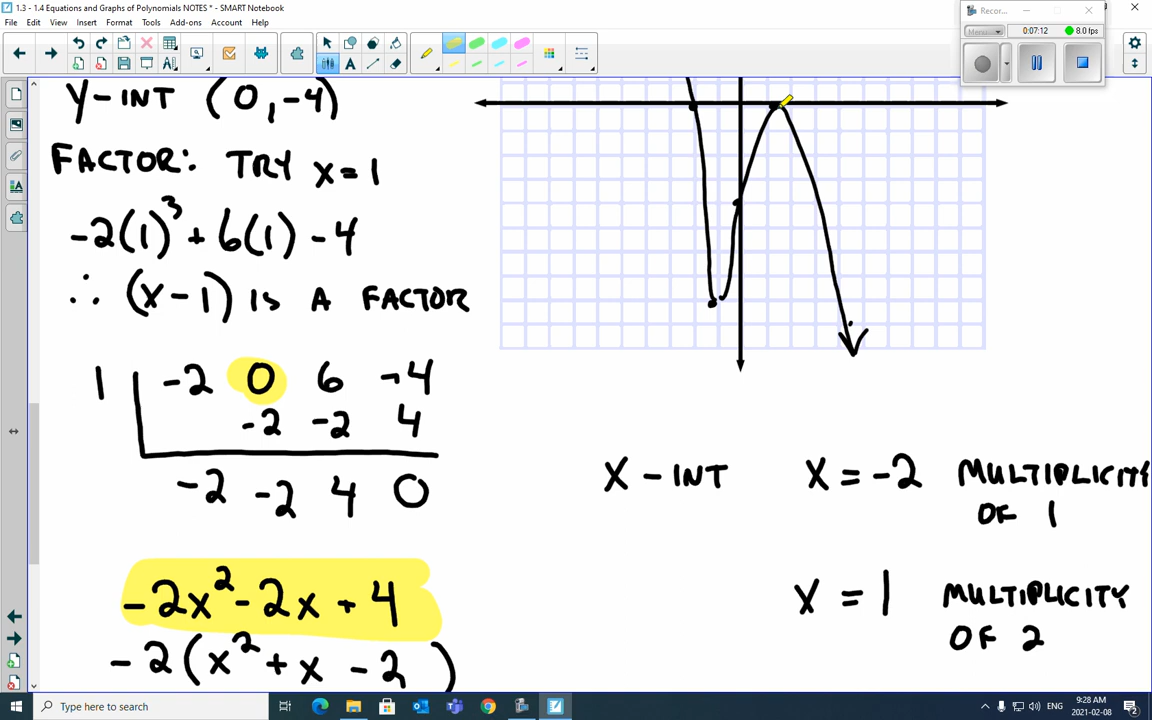 1.3 - 1.4 Equations and Graphs of Polynomials NOTES * - SMART Notebook
File Edit View Insert Format Tools Add-ons Account Help
Recor...
Menu
0:07:12
8.0 fps
Y-INT (0, -4)
FACTOR: TRY x = 1
-2(1)³ + 6(1) - 4
∴ (x - 1) IS A FACTOR
1 -2 0 6 -4
-2 -2 4
-2 -2 4 0
-2x² - 2x + 4
-2(x² + x - 2)
X - INT X = -2 MULTIPLICITY
OF 1
X = 1 MULTIPLICITY
OF 2
Type here to search
ENG
9:28 AM
2021-02-08
2